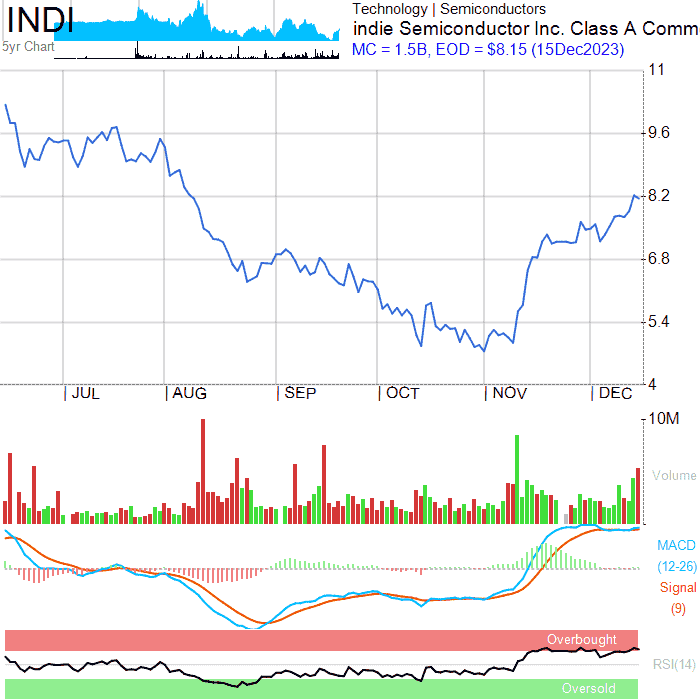 INDI
5yr Chart
Technology | Semiconductors
indie Semiconductor Inc. Class A Comm
MC = 1.5B, EOD = $8.15 (15Dec2023)
11
9.6
8.2
6.8
5.4
4
| JUL | AUG | SEP | OCT | NOV | DEC
10M
Volume
MACD
(12-26)
Signal
(9)
Overbought
RSI(14)
Oversold